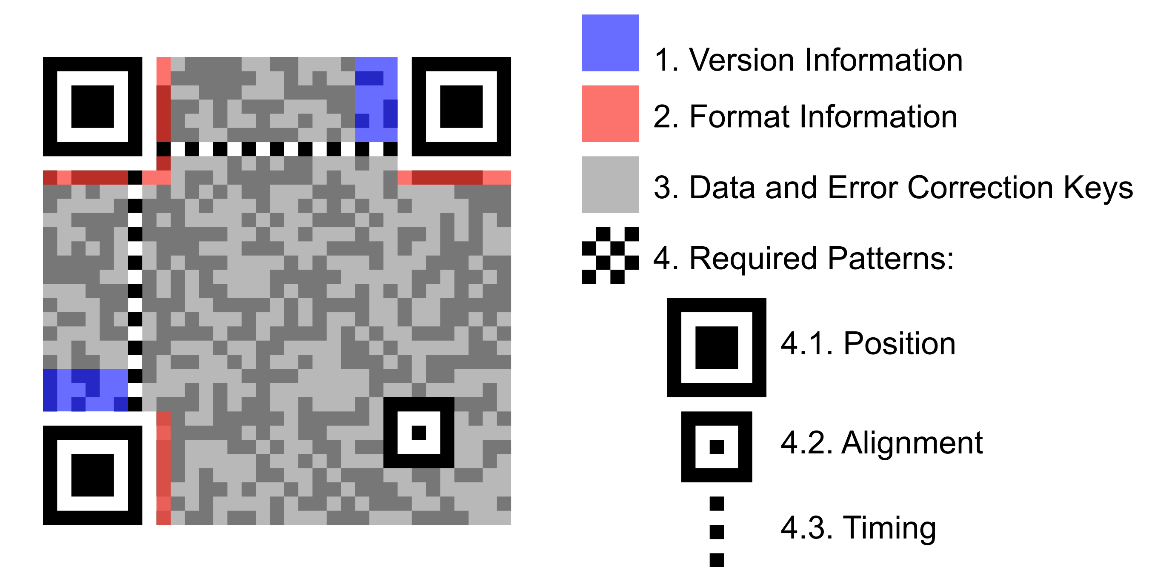 1. Version Information
2. Format Information
3. Data and Error Correction Keys
4. Required Patterns:
4.1. Position
4.2. Alignment
4.3. Timing